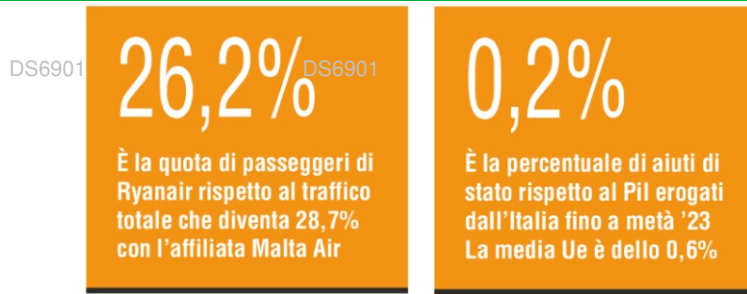 DS6901
26,2%
DS6901
È la quota di passeggeri di
Ryanair rispetto al traffico
totale che diventa 28,7%
con l'affiliata Malta Air
0,2%
È la percentuale di aiuti di
stato rispetto al Pil erogati
dall'Italia fino a metà '23
La media Ue è dello 0,6%